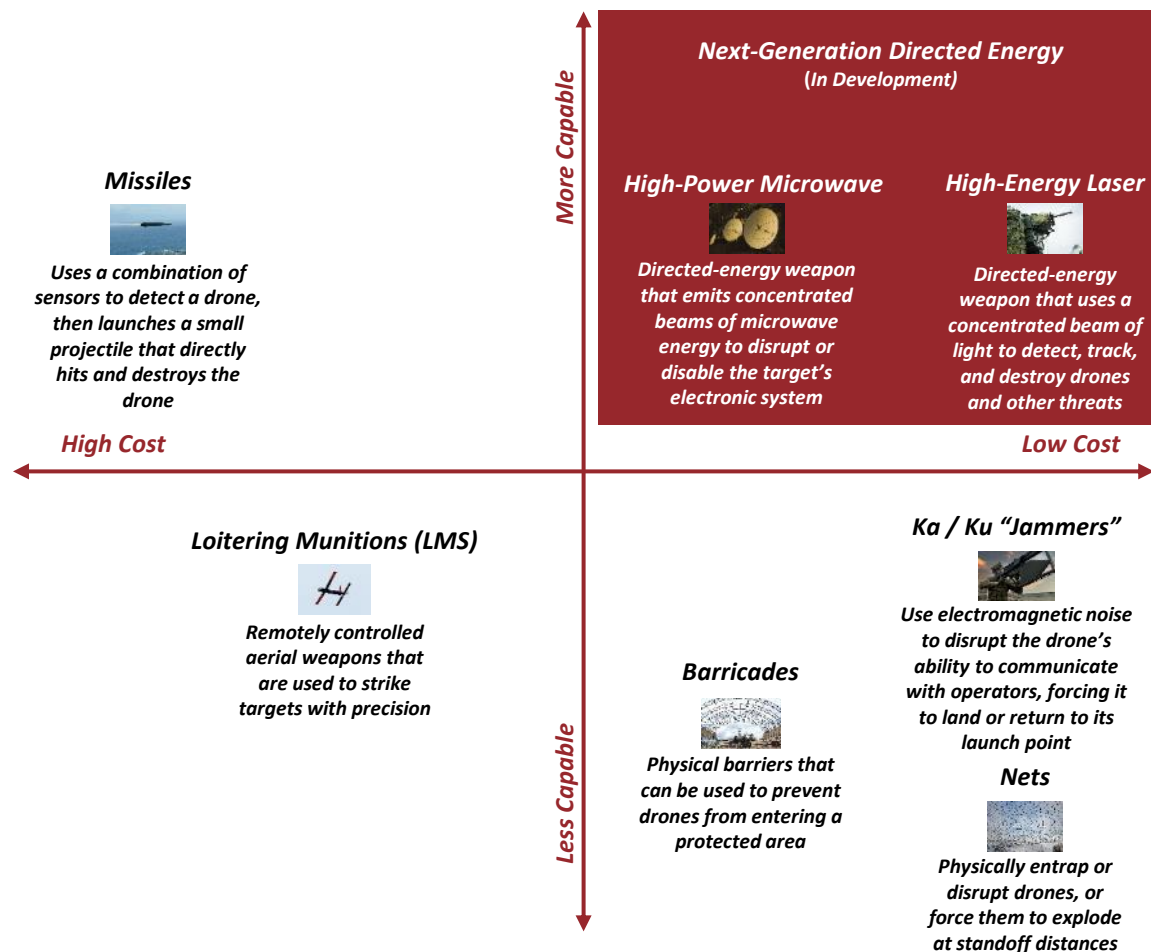 Next-Generation Directed Energy
(In Development)
More Capable
Missiles
Uses a combination of
sensors to detect a drone,
then launches a small
projectile that directly
hits and destroys the
drone
High-Power Microwave
Directed-energy weapon
that emits concentrated
beams of microwave
energy to disrupt or
disable the target's
electronic system
High-Energy Laser
Directed-energy
weapon that uses a
concentrated beam of
light to detect, track,
and destroy drones
and other threats
High Cost
Low Cost
Loitering Munitions (LMS)
Remotely controlled
aerial weapons that
are used to strike
targets with precision
Less Capable
Barricades
Physical barriers that
can be used to prevent
drones from entering a
protected area
Ka / Ku “Jammers”
Use electromagnetic noise
to disrupt the drone’s
ability to communicate
with operators, forcing it
to land or return to its
launch point
Nets
Physically entrap or
disrupt drones, or
force them to explode
at standoff distances